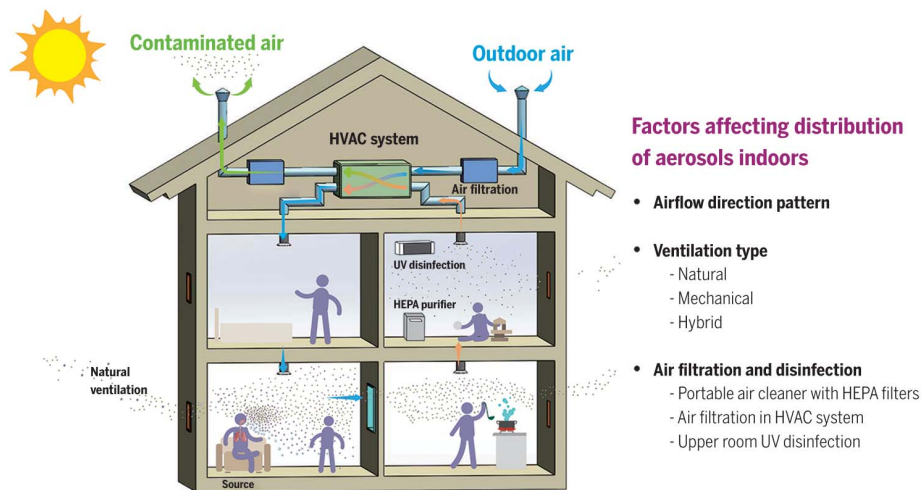 Contaminated air
Outdoor air
HVAC system
Air filtration
UV disinfection
HEPA purifier
Natural
ventilation
Source
Factors affecting distribution
of aerosols indoors
• Airflow direction pattern
• Ventilation type
- Natural
- Mechanical
- Hybrid
• Air filtration and disinfection
- Portable air cleaner with HEPA filters
- Air filtration in HVAC system
- Upper room UV disinfection